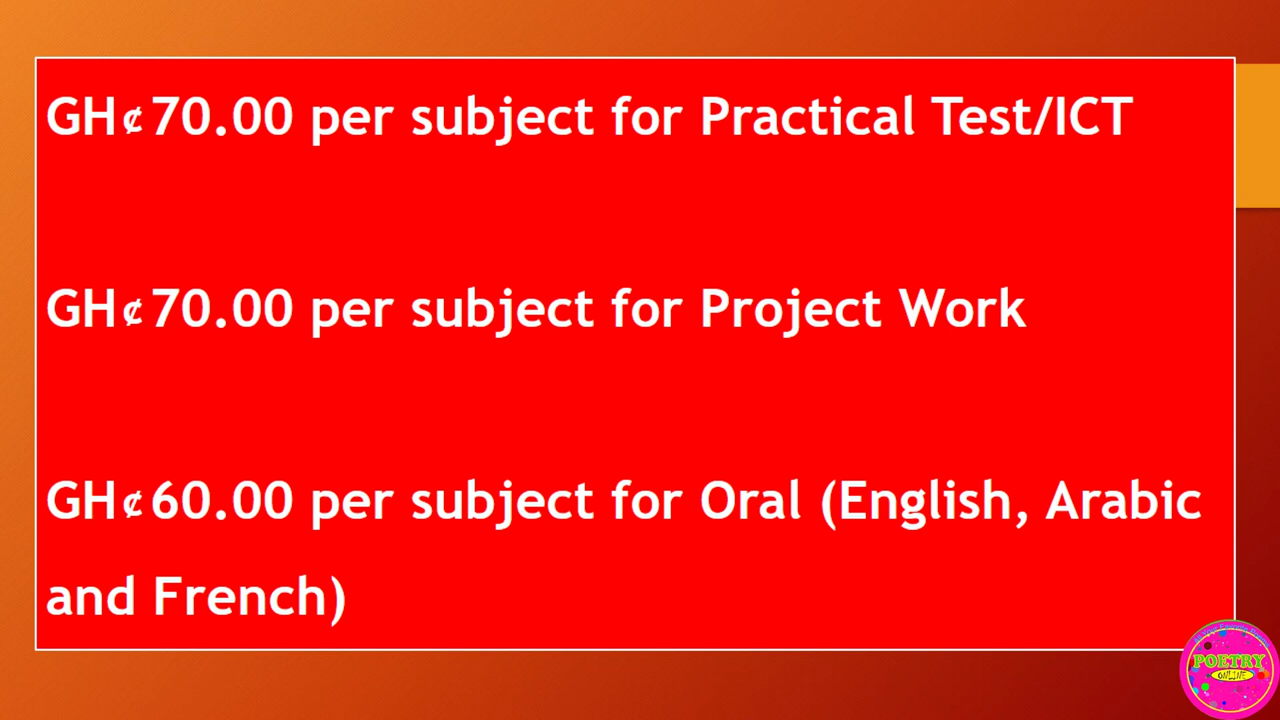 GH¢70.00 per subject for Practical Test/ICT
GH¢70.00 per subject for Project Work
GH¢60.00 per subject for Oral (English, Arabic
and French)
POETRY
ONLINE